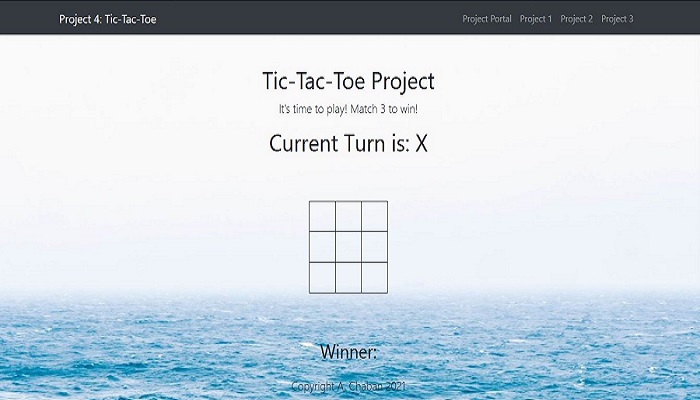 Project 4: Tic-Tac-Toe
Project Portal Project 1 Project 2 Project 3
Tic-Tac-Toe Project
It's time to play! Match 3 to win!
Current Turn is: X
Winner:
Copyright A. Chaban 2021